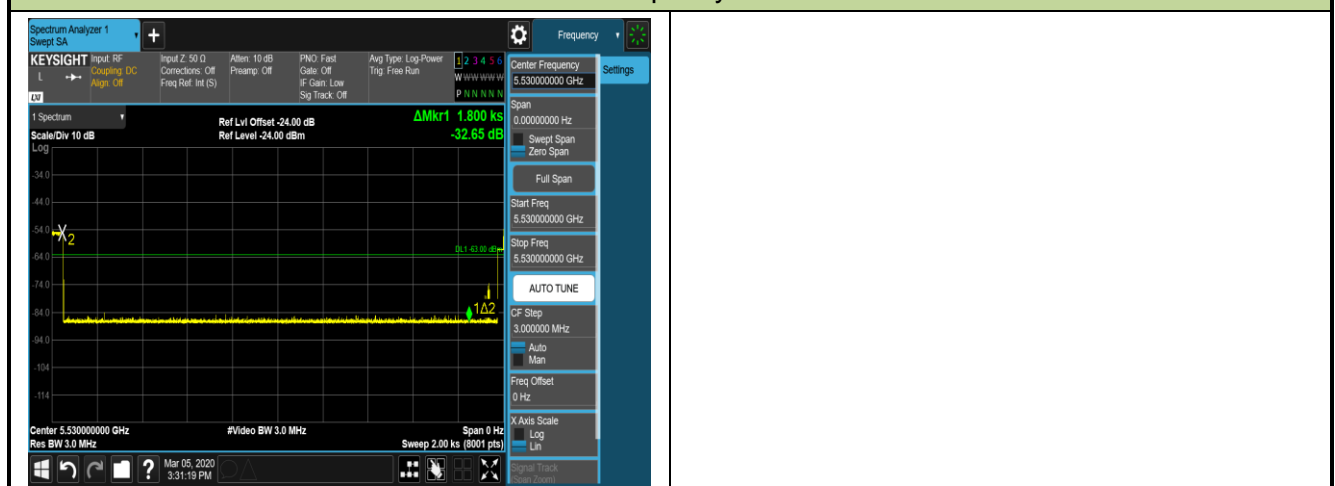 Spectrum Analyzer 1
Swept SA
Frequency
KEYSIGHT
L
LXI
Input: RF
Coupling: DC
Align: Off
Input Z: 50 Ω
Corrections: Off
Freq Ref: Int (S)
Atten: 10 dB
Preamp: Off
PNO: Fast
Gate: Off
IF Gain: Low
Sig Track: Off
Avg Type: Log-Power
Trig: Free Run
1 2 3 4 5 6
W W W W W W
P N N N N N
1 Spectrum
Scale/Div 10 dB
Log
Ref Lvl Offset -24.00 dB
Ref Level -24.00 dBm
ΔMkr1 1.800 ks
-32.65 dB
-34.0
-44.0
-54.0
-64.0
-74.0
-84.0
-94.0
-104
-114
2
DL1 -63.00 dBm
1Δ2
Center 5.530000000 GHz
Res BW 3.0 MHz
#Video BW 3.0 MHz
Span 0 Hz
Sweep 2.00 ks (8001 pts)
Mar 05, 2020
3:31:19 PM
Center Frequency
5.530000000 GHz
Settings
Span
0.00000000 Hz
Swept Span
Zero Span
Full Span
Start Freq
5.530000000 GHz
Stop Freq
5.530000000 GHz
AUTO TUNE
CF Step
3.000000 MHz
Auto
Man
Freq Offset
0 Hz
X Axis Scale
Log
Lin
Signal Track
(Span Zoom)